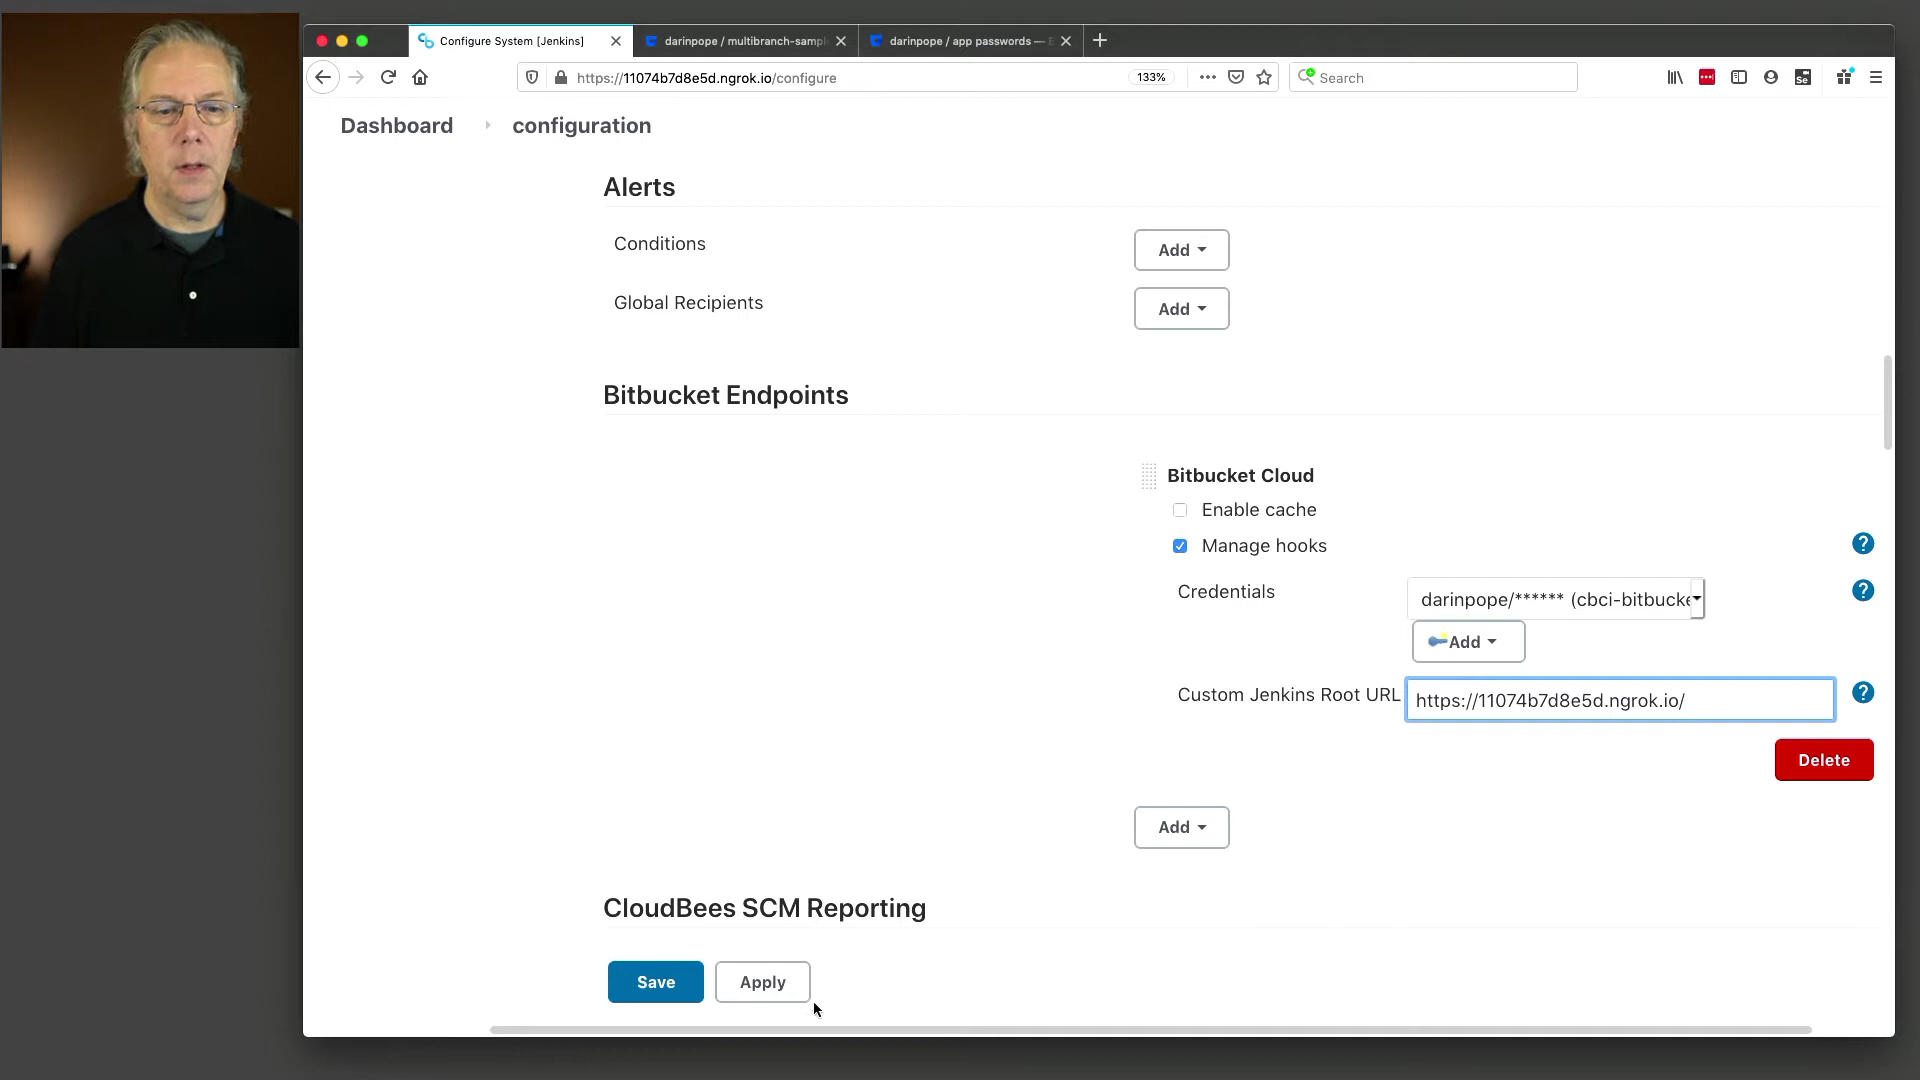 Configure System [Jenkins]
darinpope / multibranch-sampl
darinpope / app passwords —
https://11074b7d8e5d.ngrok.io/configure
133%
Search
Se
Dashboard
configuration
Alerts
Conditions
Add
Global Recipients
Add
Bitbucket Endpoints
Bitbucket Cloud
Enable cache
Manage hooks
?
Credentials
darinpope/****** (cbci-bitbucke
?
Add
Custom Jenkins Root URL
https://11074b7d8e5d.ngrok.io/
?
Delete
Add
CloudBees SCM Reporting
Save
Apply